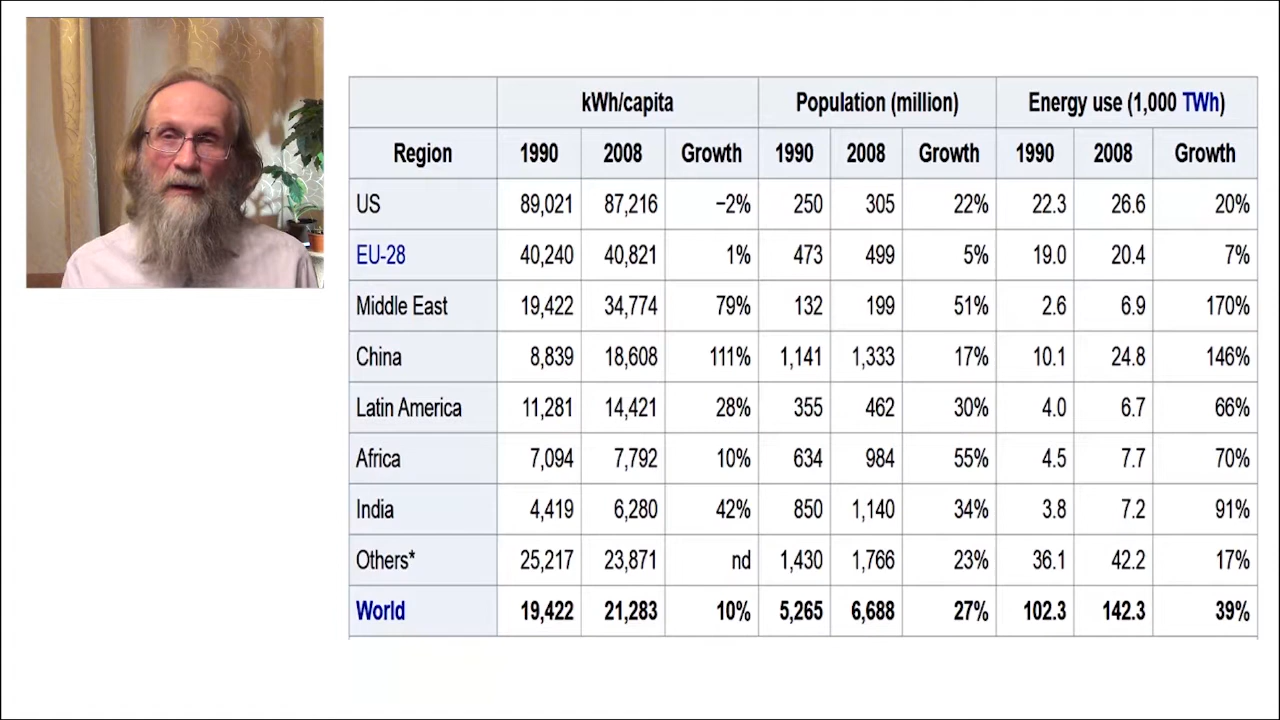 kWh/capita Population (million) Energy use (1,000 TWh)
Region 1990 2008 Growth 1990 2008 Growth 1990 2008 Growth
US 89,021 87,216 −2% 250 305 22% 22.3 26.6 20%
EU-28 40,240 40,821 1% 473 499 5% 19.0 20.4 7%
Middle East 19,422 34,774 79% 132 199 51% 2.6 6.9 170%
China 8,839 18,608 111% 1,141 1,333 17% 10.1 24.8 146%
Latin America 11,281 14,421 28% 355 462 30% 4.0 6.7 66%
Africa 7,094 7,792 10% 634 984 55% 4.5 7.7 70%
India 4,419 6,280 42% 850 1,140 34% 3.8 7.2 91%
Others* 25,217 23,871 nd 1,430 1,766 23% 36.1 42.2 17%
World 19,422 21,283 10% 5,265 6,688 27% 102.3 142.3 39%